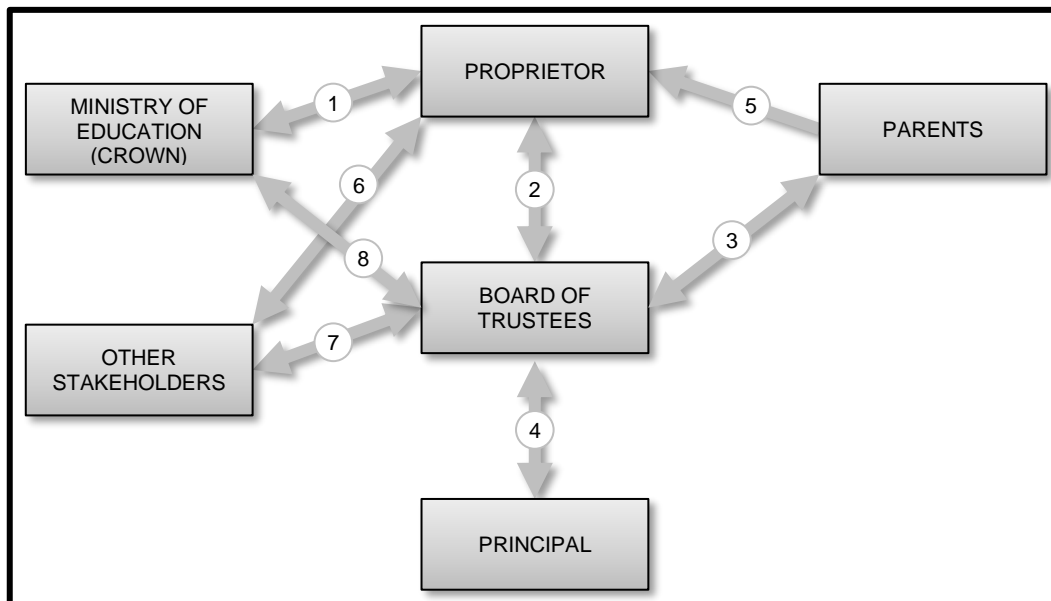 PROPRIETOR
MINISTRY OF
EDUCATION
(CROWN)
1
5
PARENTS
6
2
3
8
BOARD OF
TRUSTEES
7
OTHER
STAKEHOLDERS
4
PRINCIPAL